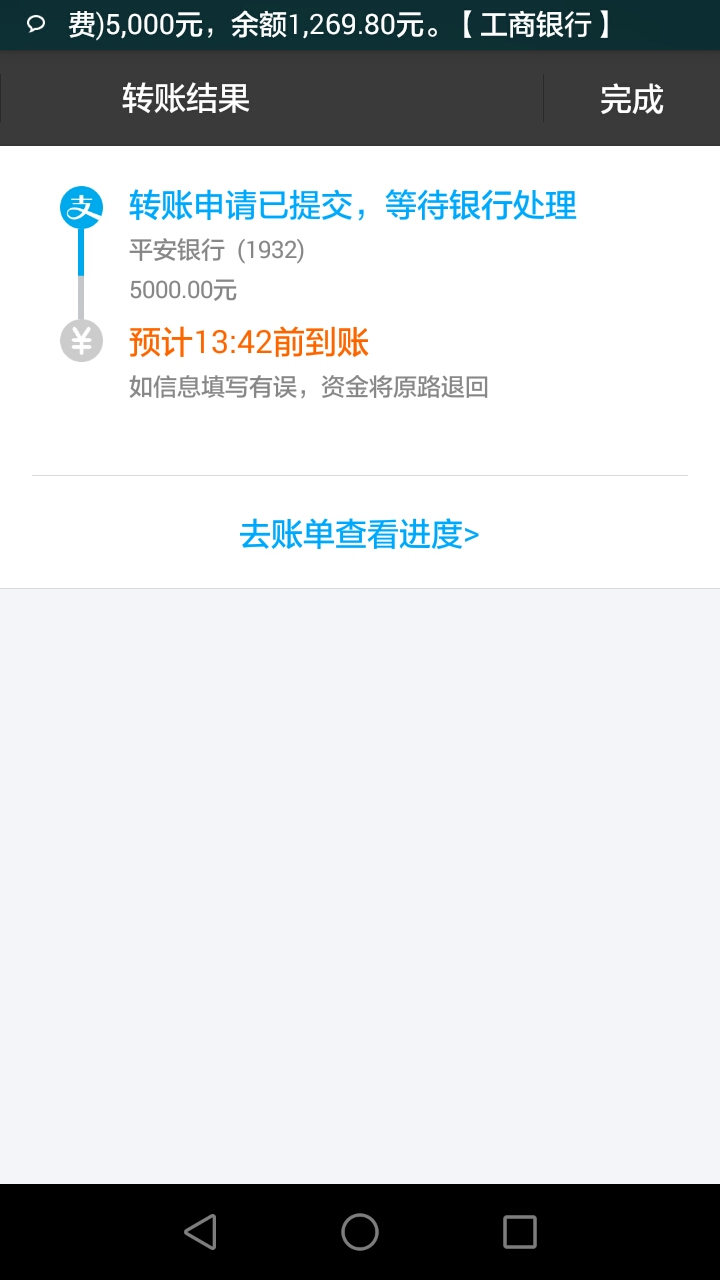 费)5,000元，余额1,269.80元。【工商银行】
转账结果 完成
转账申请已提交，等待银行处理
平安银行 (1932)
5000.00元
预计13:42前到账
如信息填写有误，资金将原路退回
去账单查看进度>